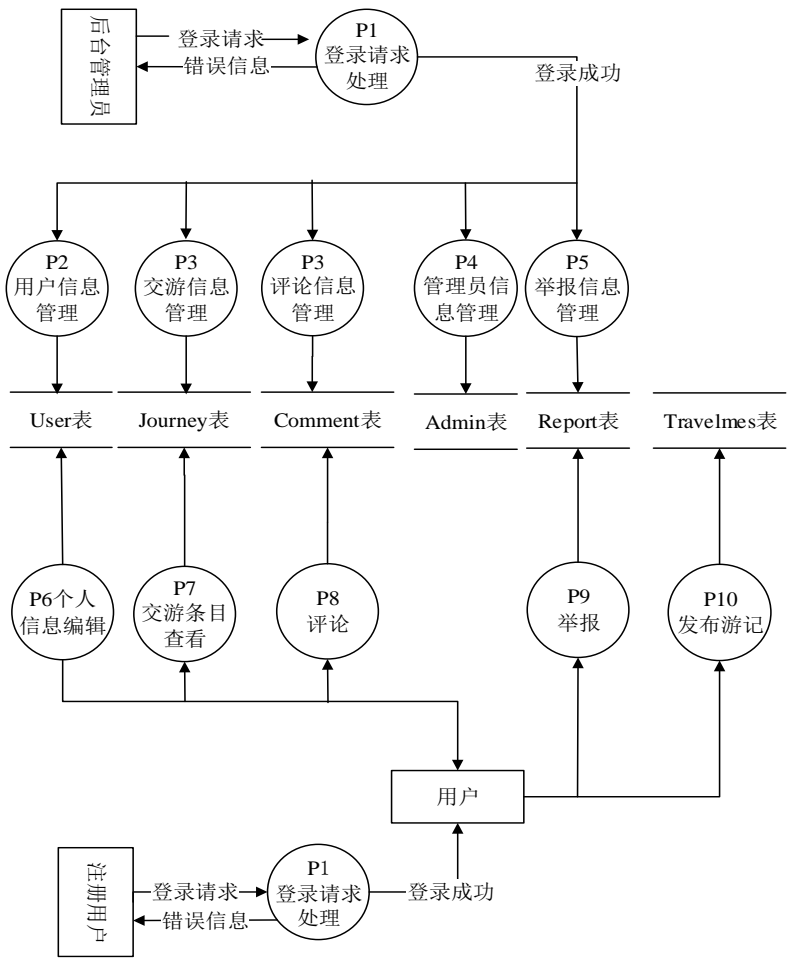 后台管理员
登录请求
错误信息
P1
登录请求
处理
登录成功
P2
用户信息
管理
P3
交游信息
管理
P3
评论信息
管理
P4
管理员信
息管理
P5
举报信息
管理
User表
Journey表
Comment表
Admin表
Report表
Travelmes表
P6个人
信息编辑
P7
交游条目
查看
P8
评论
P9
举报
P10
发布游记
用户
注册用户
登录请求
错误信息
P1
登录请求
处理
登录成功